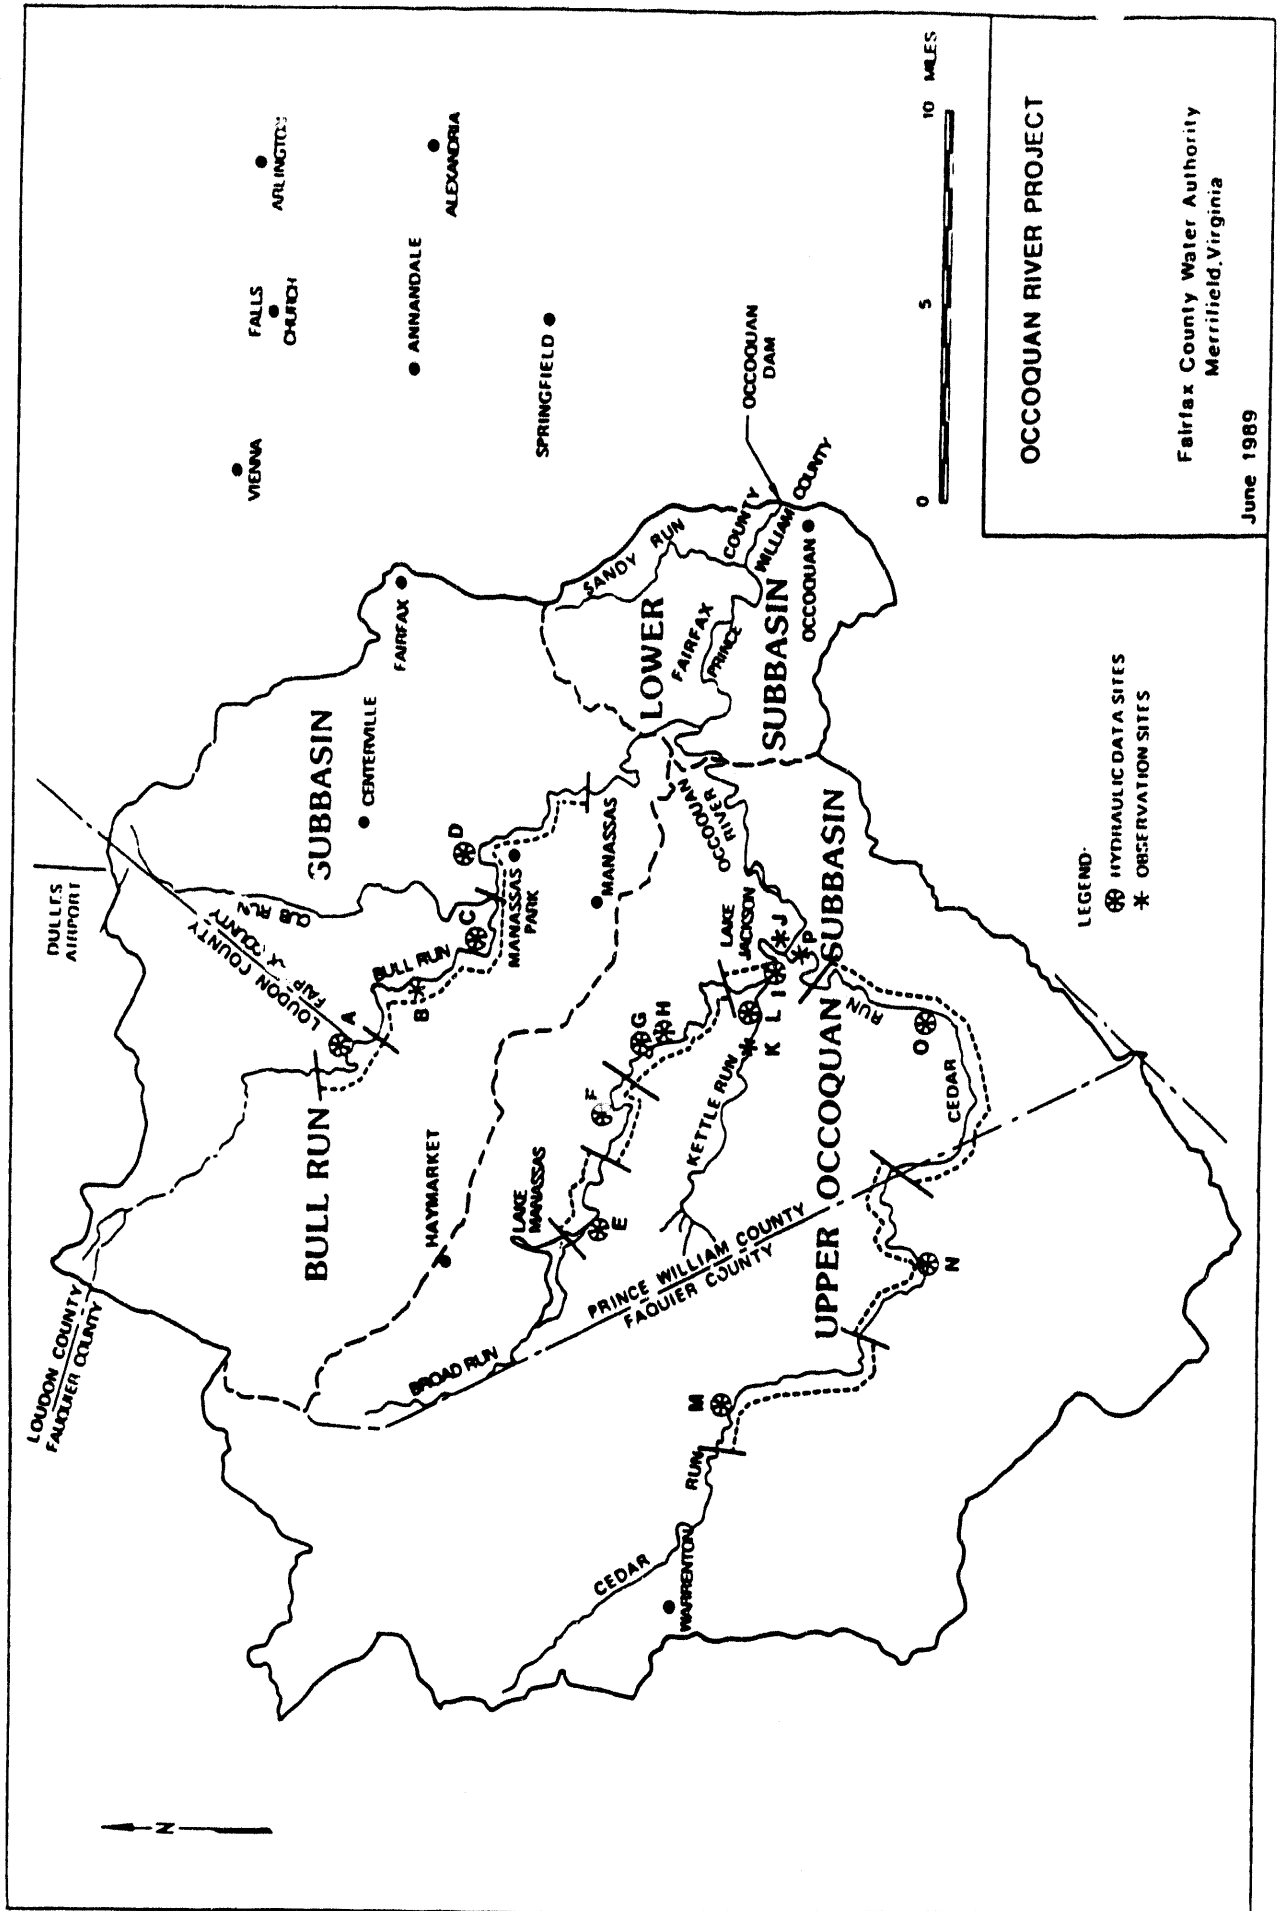 LOUDON COUNTY
FAUQUIER COUNTY
DULLES
AIRPORT
LOUDON COUNTY
COUNTY
CUB RUN
BULL RUN
SUBBASIN
CENTERVILLE
FAIRFAX
VIENNA
FALLS
CHURCH
ARLINGTON
ANNANDALE
ALEXANDRIA
SPRINGFIELD
BULL RUN
A
B
C
D
MANASSAS
PARK
MANASSAS
HAYMARKET
BROAD RUN
LAKE
MANASSAS
E
F
G
H
PRINCE WILLIAM COUNTY
FAQUIER COUNTY
KETTLE RUN
K
L
I
J
P
LAKE
JACKSON
OCCOQUAN
RIVER
LOWER
SUBBASIN
SANDY RUN
FAIRFAX COUNTY
PRINCE WILLIAM COUNTY
OCCOQUAN
OCCOQUAN
DAM
CEDAR RUN
WARRENTON
M
UPPER OCCOQUAN SUBBASIN
N
O
CEDAR RUN
N
0 5 10 MILES
LEGEND:
HYDRAULIC DATA SITES
OBSERVATION SITES
OCCOQUAN RIVER PROJECT
Fairfax County Water Authority
Merrifield, Virginia
June 1989